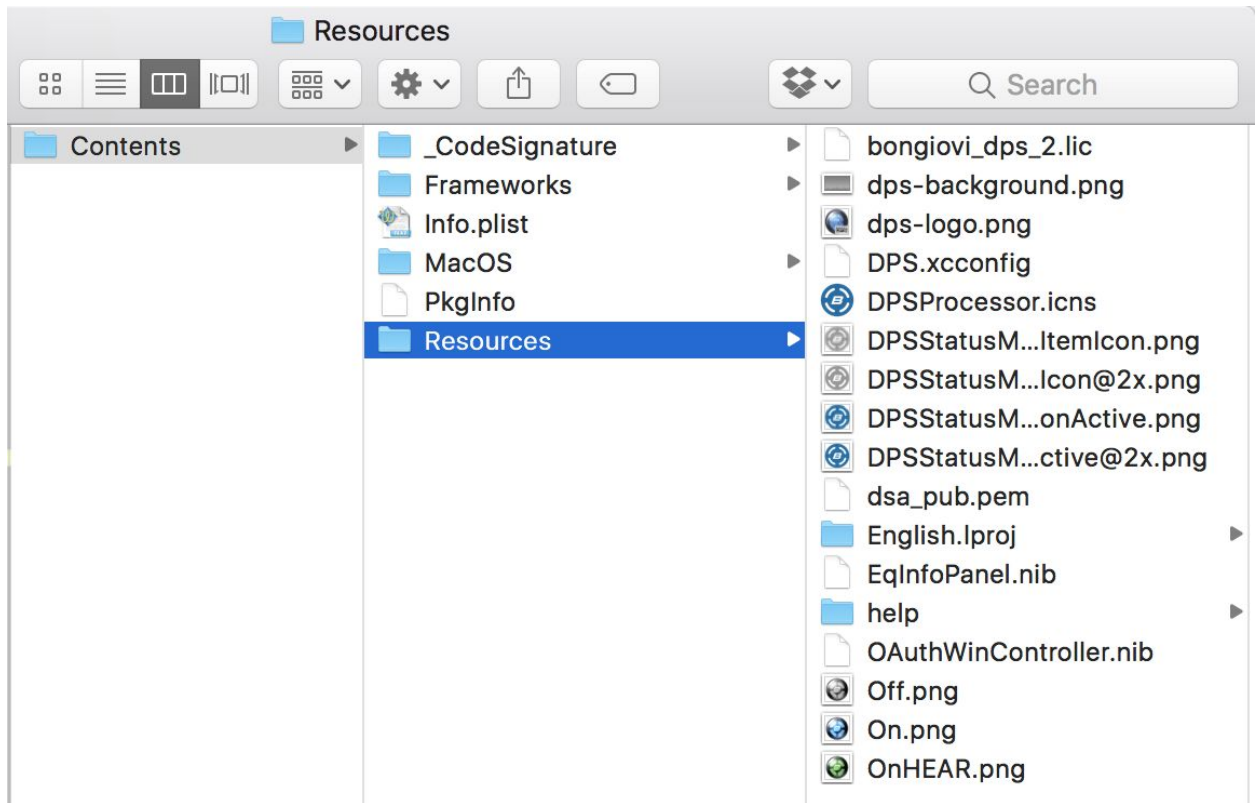 Resources
Search
Contents
_CodeSignature
Frameworks
Info.plist
MacOS
PkgInfo
Resources
bongiovi_dps_2.lic
dps-background.png
dps-logo.png
DPS.xcconfig
DPSProcessor.icns
DPSStatusM...ItemIcon.png
DPSStatusM...Icon@2x.png
DPSStatusM...onActive.png
DPSStatusM...ctive@2x.png
dsa_pub.pem
English.lproj
EqInfoPanel.nib
help
OAuthWinController.nib
Off.png
On.png
OnHEAR.png